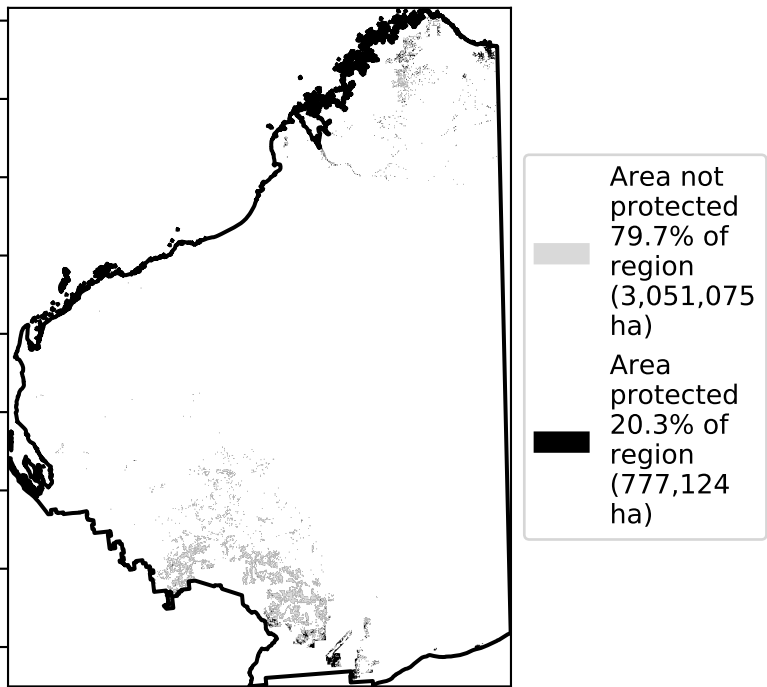 Area not
protected
79.7% of
region
(3,051,075
ha)
Area
protected
20.3% of
region
(777,124
ha)